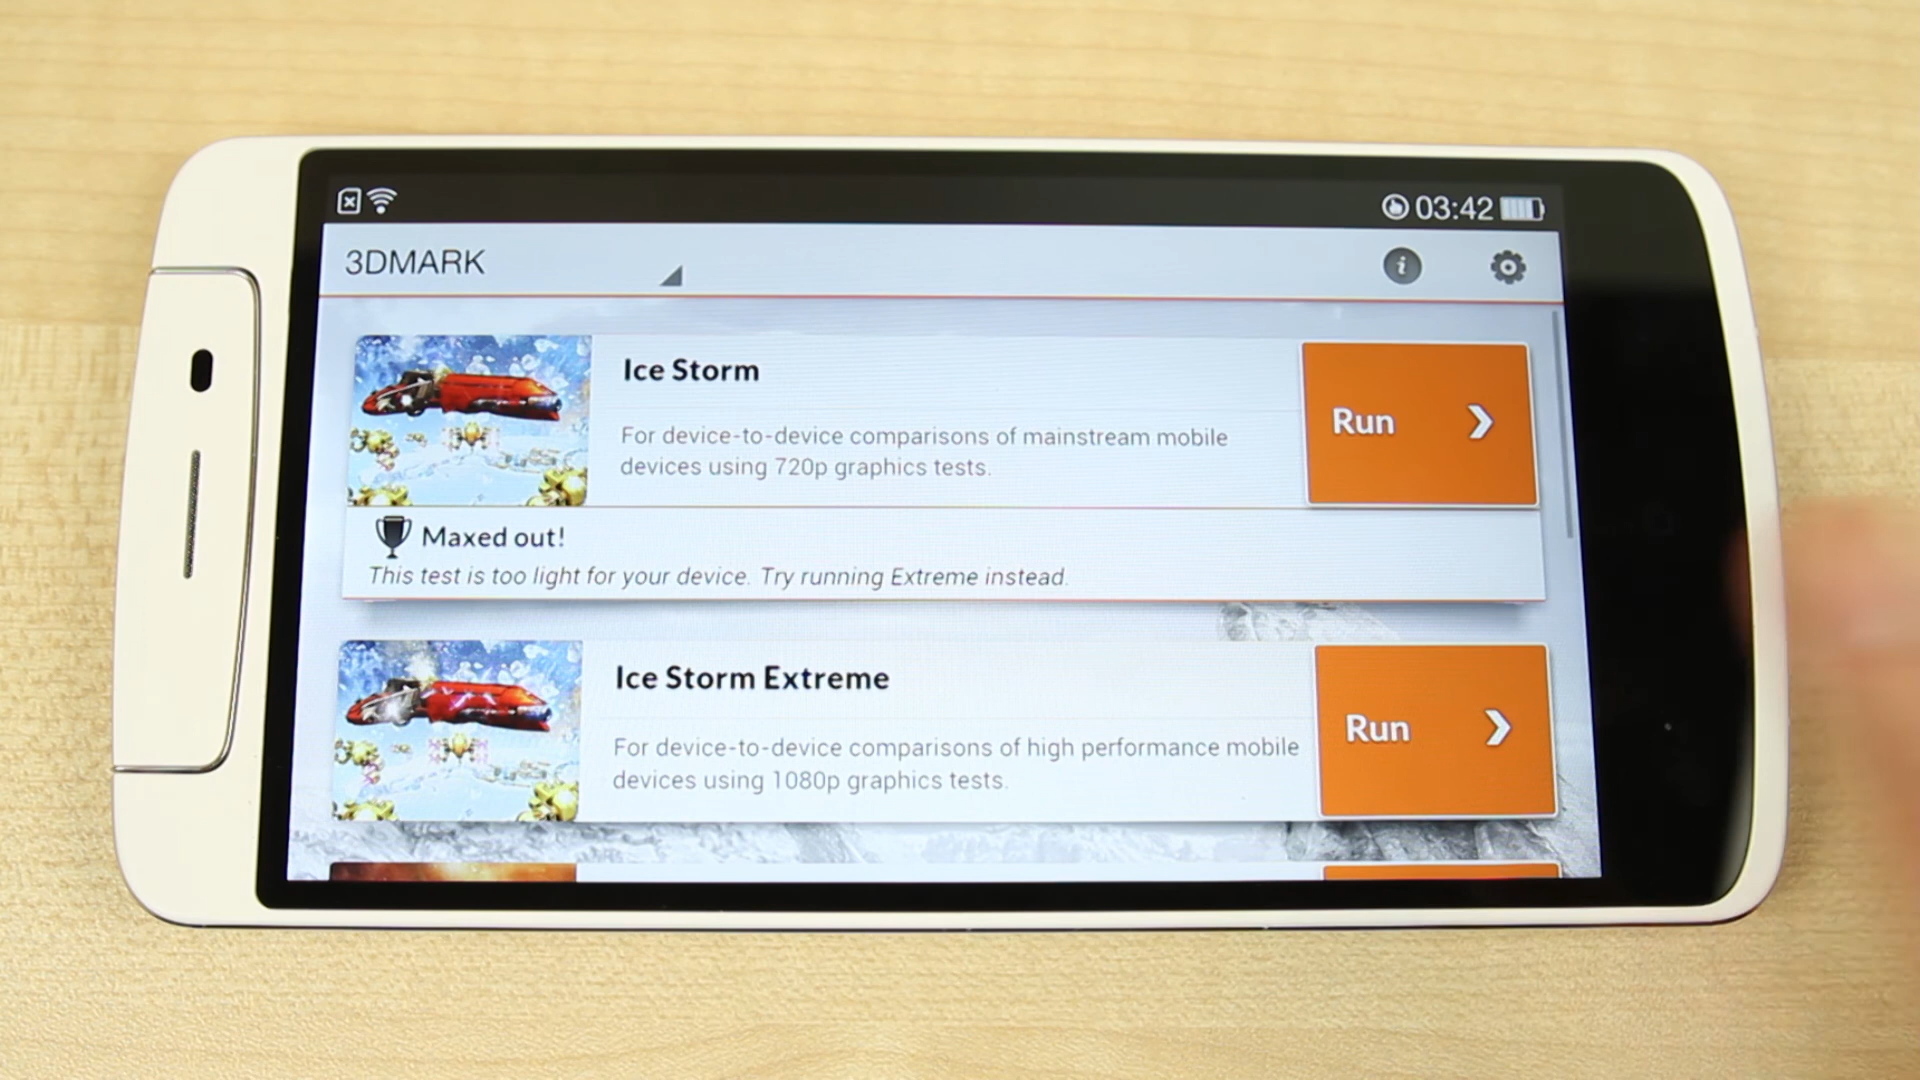 03:42
3DMARK
Ice Storm
For device-to-device comparisons of mainstream mobile
devices using 720p graphics tests.
Run
Maxed out!
This test is too light for your device. Try running Extreme instead.
Ice Storm Extreme
For device-to-device comparisons of high performance mobile
devices using 1080p graphics tests.
Run